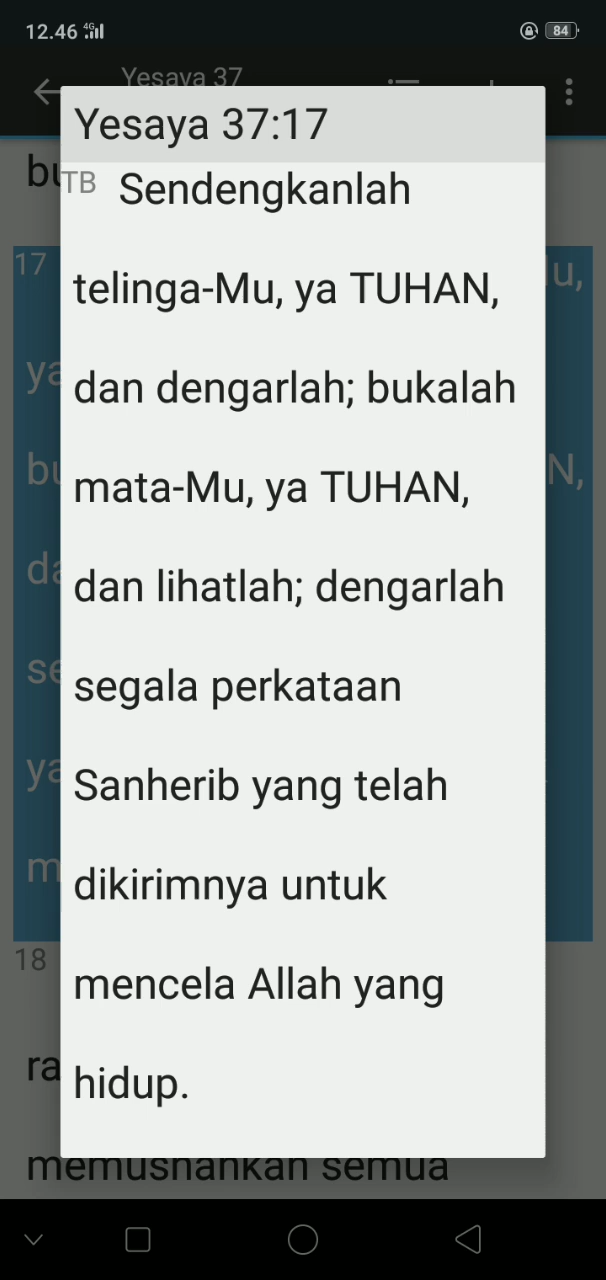 12.46 4G 84
Yesaya 37
Yesaya 37:17
TB Sendengkanlah
telinga-Mu, ya TUHAN,
dan dengarlah; bukalah
mata-Mu, ya TUHAN,
dan lihatlah; dengarlah
segala perkataan
Sanherib yang telah
dikirimnya untuk
mencela Allah yang
hidup.
17
18
memusnahkan semua